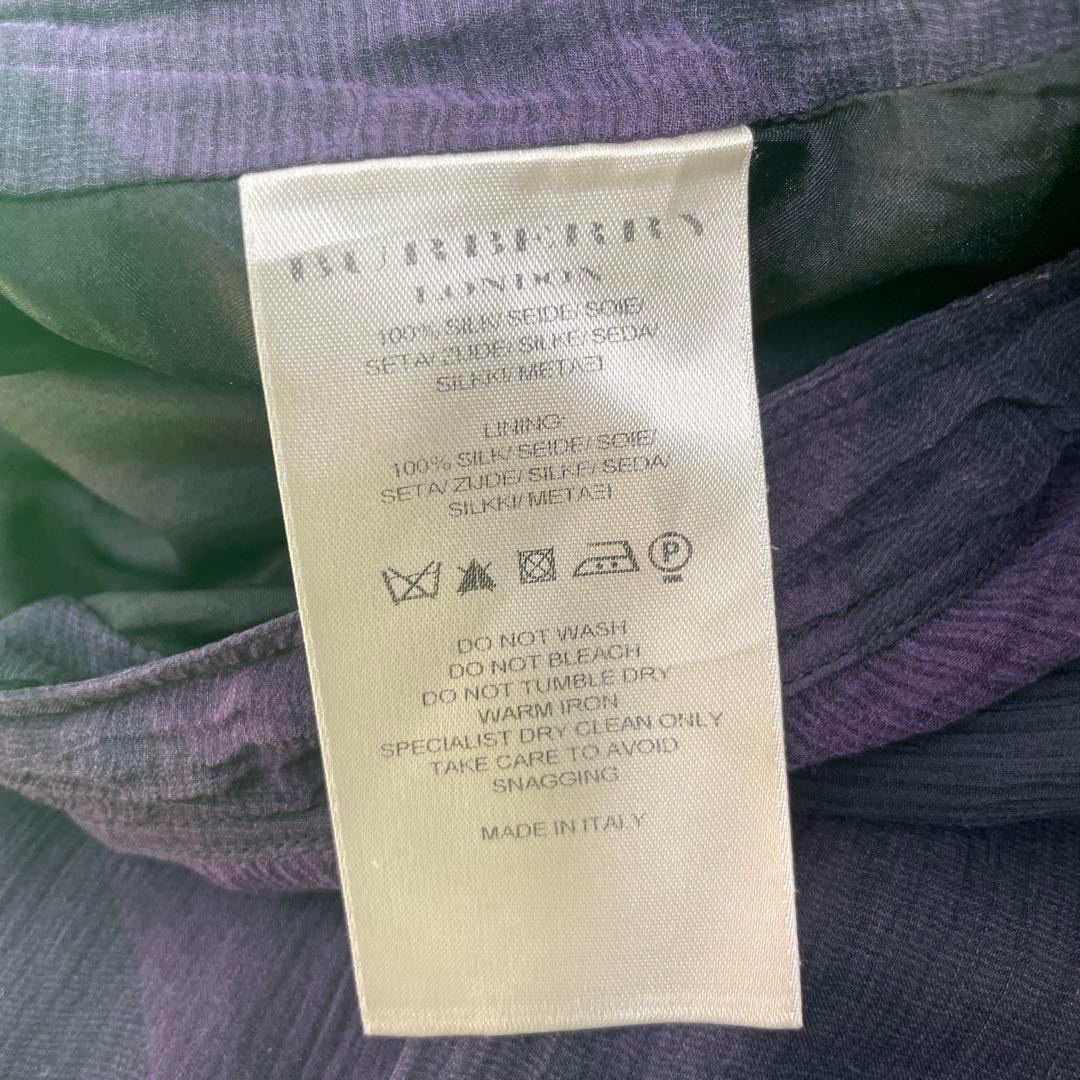 BURBERRY
LONDON
100% SILK/ SEIDE/ SOIE/
SETA/ ZIJDE/ SILKE/ SEDA/
SILKKI/ ΜΕΤΑΞΙ
LINING:
100% SILK/ SEIDE/ SOIE/
SETA/ ZIJDE/ SILKE/ SEDA/
SILKKI/ ΜΕΤΑΞΙ
P
DO NOT WASH
DO NOT BLEACH
DO NOT TUMBLE DRY
WARM IRON
SPECIALIST DRY CLEAN ONLY
TAKE CARE TO AVOID
SNAGGING
MADE IN ITALY